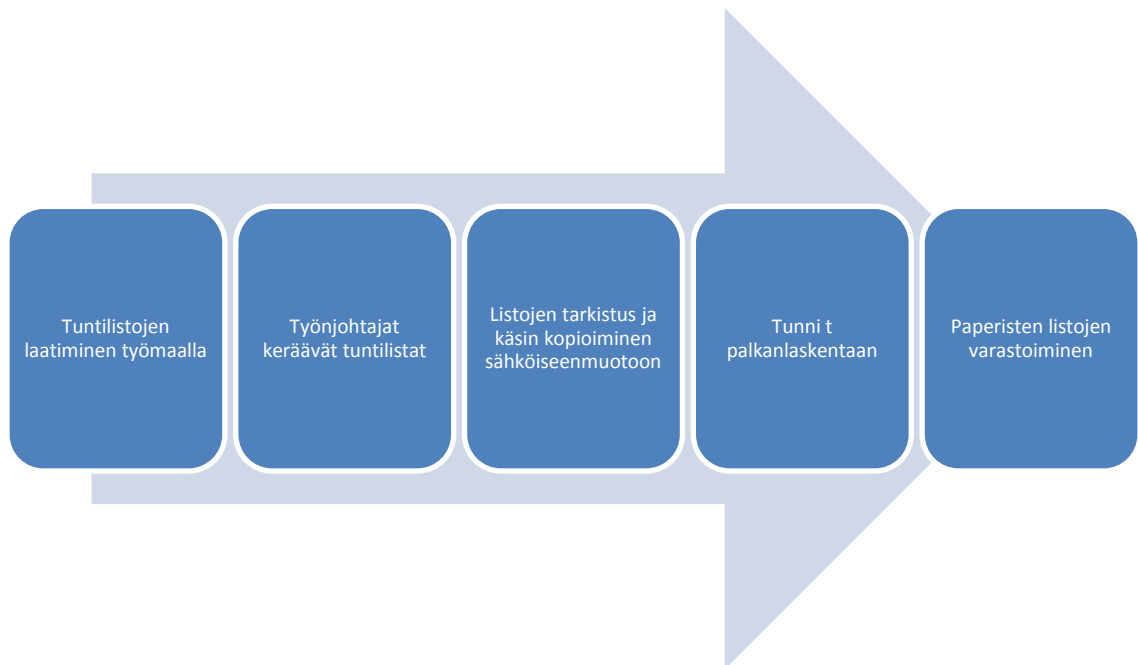 Tuntilistojen
laatiminen työmaalla
Työnjohtajat
keräävät tuntilistat
Listojen tarkistus ja
käsin kopioiminen
sähköiseenmuotoon
Tunni t
palkanlaskentaan
Paperisten listojen
varastoiminen